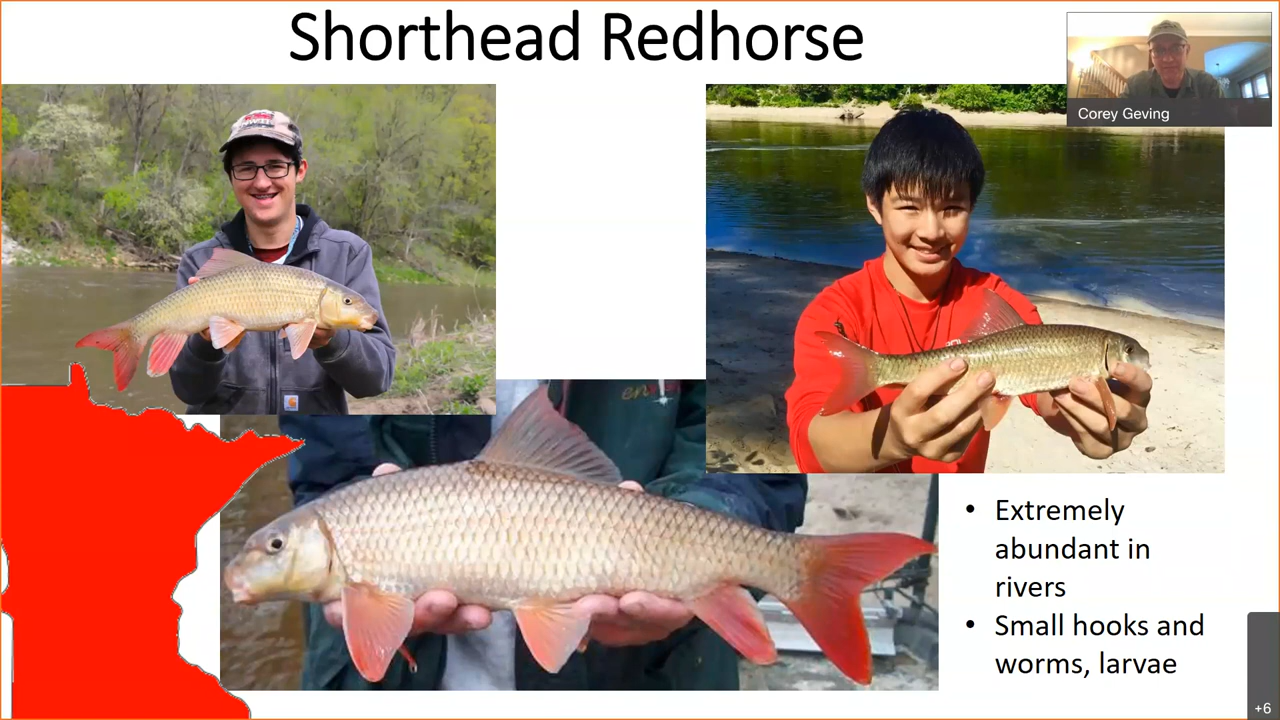 Shorthead Redhorse
Corey Geving
• Extremely
abundant in
rivers
• Small hooks and
worms, larvae
+6